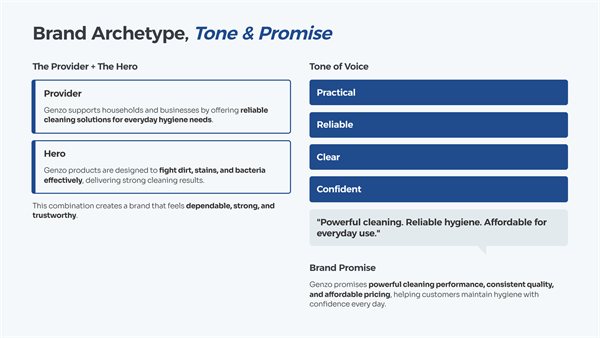 Brand Archetype, Tone & Promise
The Provider + The Hero
Provider
Genzo supports households and businesses by offering reliable
cleaning solutions for everyday hygiene needs.
Hero
Genzo products are designed to fight dirt, stains, and bacteria
effectively, delivering strong cleaning results.
This combination creates a brand that feels dependable, strong, and
trustworthy.
Tone of Voice
Practical
Reliable
Clear
Confident
"Powerful cleaning. Reliable hygiene. Affordable for
everyday use."
Brand Promise
Genzo promises powerful cleaning performance, consistent quality,
and affordable pricing, helping customers maintain hygiene with
confidence every day.